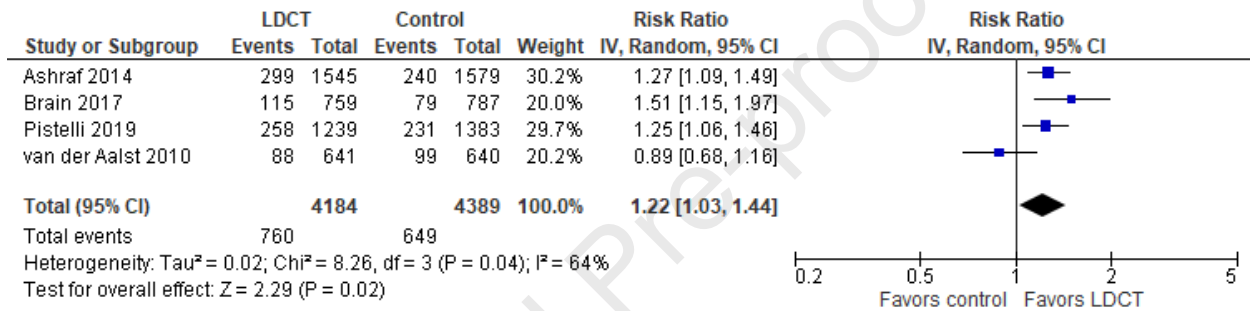 LDCT Control Risk Ratio Risk Ratio
Study or Subgroup Events Total Events Total Weight IV, Random, 95% CI IV, Random, 95% CI
Ashraf 2014 299 1545 240 1579 30.2% 1.27 [1.09, 1.49]
Brain 2017 115 759 79 787 20.0% 1.51 [1.15, 1.97]
Pistelli 2019 258 1239 231 1383 29.7% 1.25 [1.06, 1.46]
van der Aalst 2010 88 641 99 640 20.2% 0.89 [0.68, 1.16]
Total (95% CI) 4184 4389 100.0% 1.22 [1.03, 1.44]
Total events 760 649
Heterogeneity: Tau² = 0.02; Chi² = 8.26, df = 3 (P = 0.04); I² = 64%
Test for overall effect: Z = 2.29 (P = 0.02)
0.2 0.5 1 2 5
Favors control Favors LDCT
Pre-proo